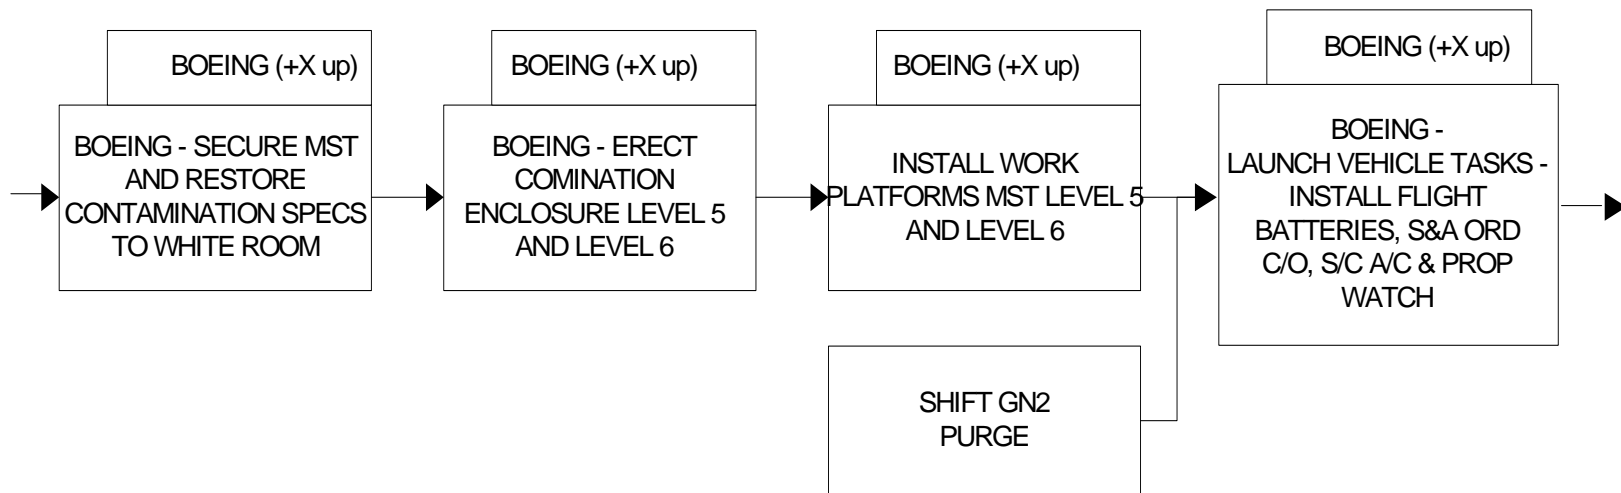 BOEING (+X up)
BOEING - SECURE MST
AND RESTORE
CONTAMINATION SPECS
TO WHITE ROOM
BOEING (+X up)
BOEING - ERECT
COMINATION
ENCLOSURE LEVEL 5
AND LEVEL 6
BOEING (+X up)
INSTALL WORK
PLATFORMS MST LEVEL 5
AND LEVEL 6
SHIFT GN2
PURGE
BOEING (+X up)
BOEING -
LAUNCH VEHICLE TASKS -
INSTALL FLIGHT
BATTERIES, S&A ORD
C/O, S/C A/C & PROP
WATCH